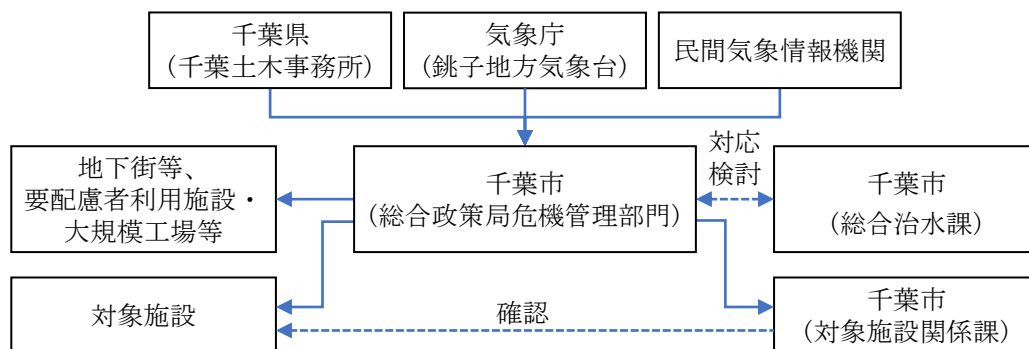 千葉県
（千葉土木事務所）
気象庁
（銚子地方気象台）
民間気象情報機関
地下街等、
要配慮者利用施設・
大規模工場等
千葉市
（総合政策局危機管理部門）
対応
検討
千葉市
（総合治水課）
対象施設
確認
千葉市
（対象施設関係課）